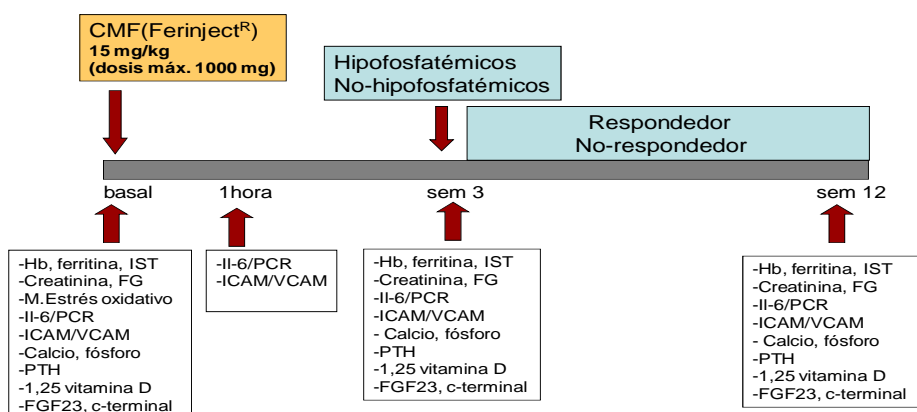 CMF(Ferinject^R)
15 mg/kg
(dosis máx. 1000 mg)
Hipofosfatémicos
No-hipofosfatémicos
Respondedor
No-respondedor
basal
1hora
sem 3
sem 12
-Hb, ferritina, IST
-Creatinina, FG
-M.Estrés oxidativo
-Il-6/PCR
-ICAM/VCAM
-Calcio, fósforo
-PTH
-1,25 vitamina D
-FGF23, c-terminal
-Il-6/PCR
-ICAM/VCAM
-Hb, ferritina, IST
-Creatinina, FG
-Il-6/PCR
-ICAM/VCAM
- Calcio, fósforo
-PTH
-1,25 vitamina D
-FGF23, c-terminal
-Hb, ferritina, IST
-Creatinina, FG
-Il-6/PCR
-ICAM/VCAM
- Calcio, fósforo
-PTH
-1,25 vitamina D
-FGF23, c-terminal